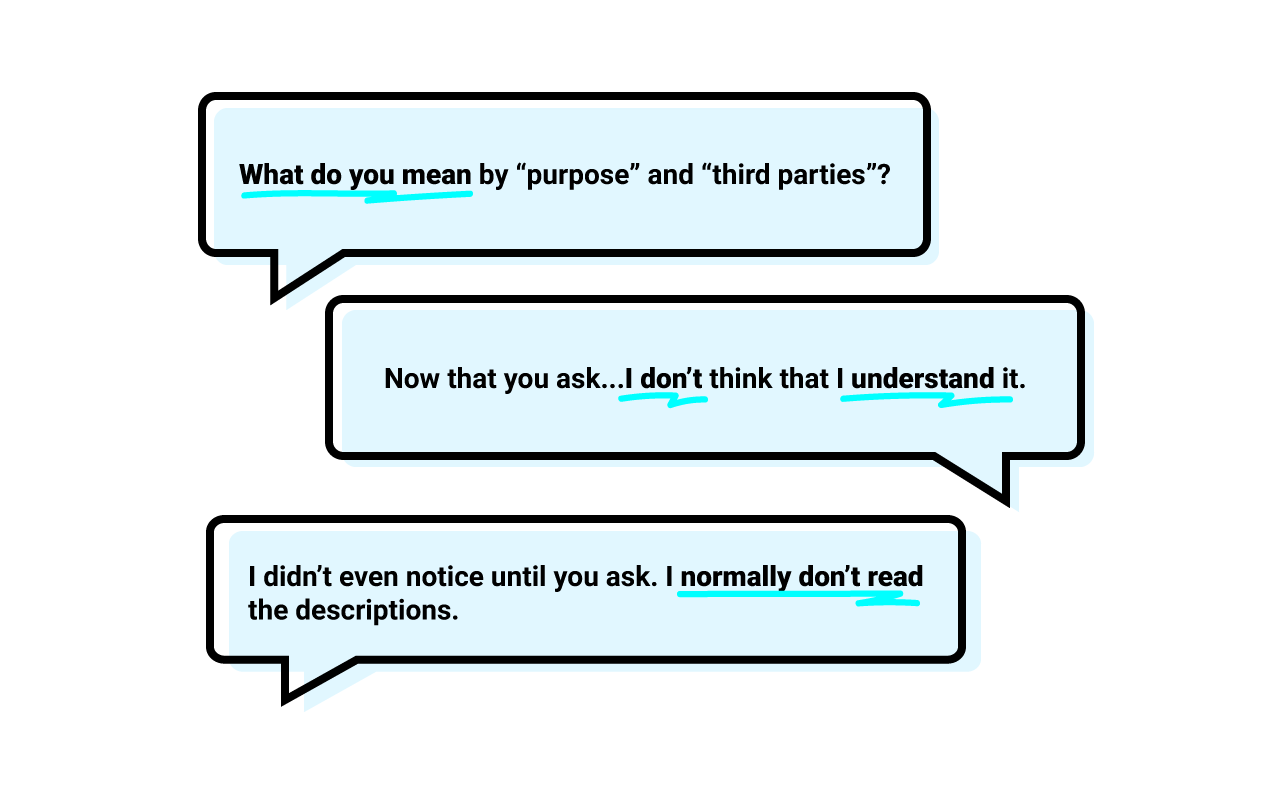 What do you mean by “purpose” and “third parties”?
Now that you ask...I don’t think that I understand it.
I didn’t even notice until you ask. I normally don’t read
the descriptions.